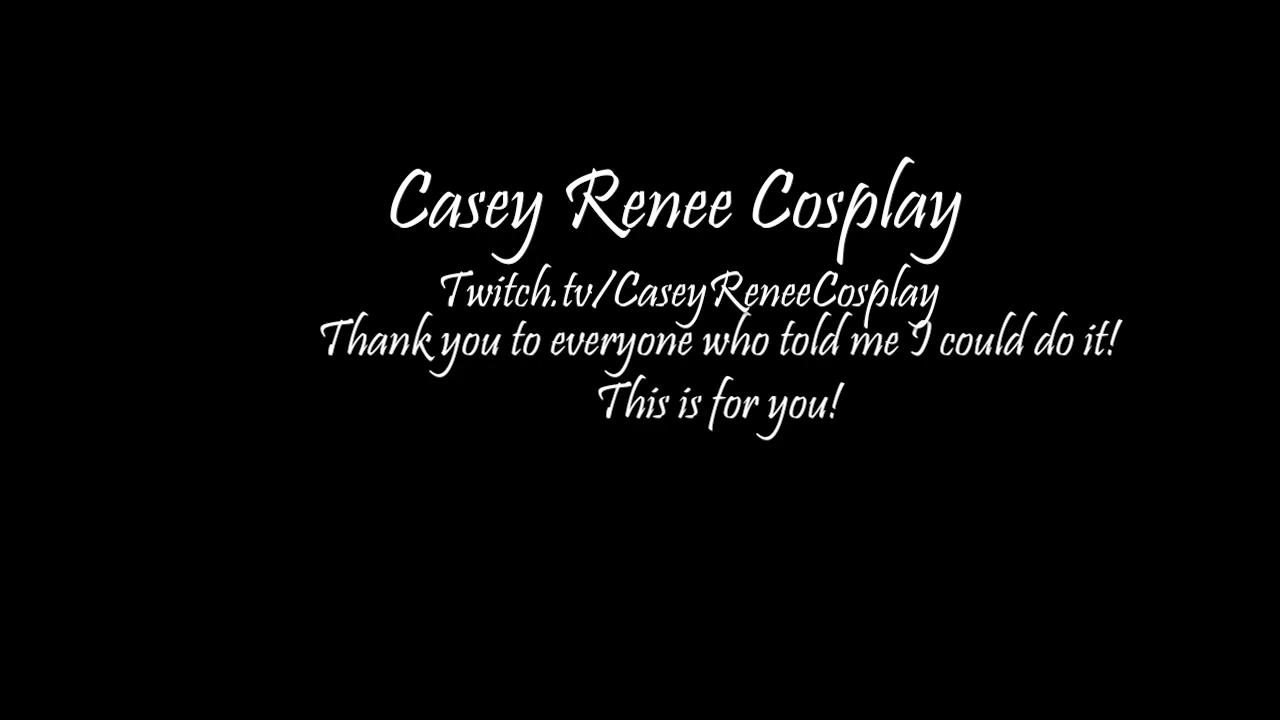 Casey Renee Cosplay
Twitch.tv/CaseyReneeCosplay
Thank you to everyone who told me I could do it!
This is for you!